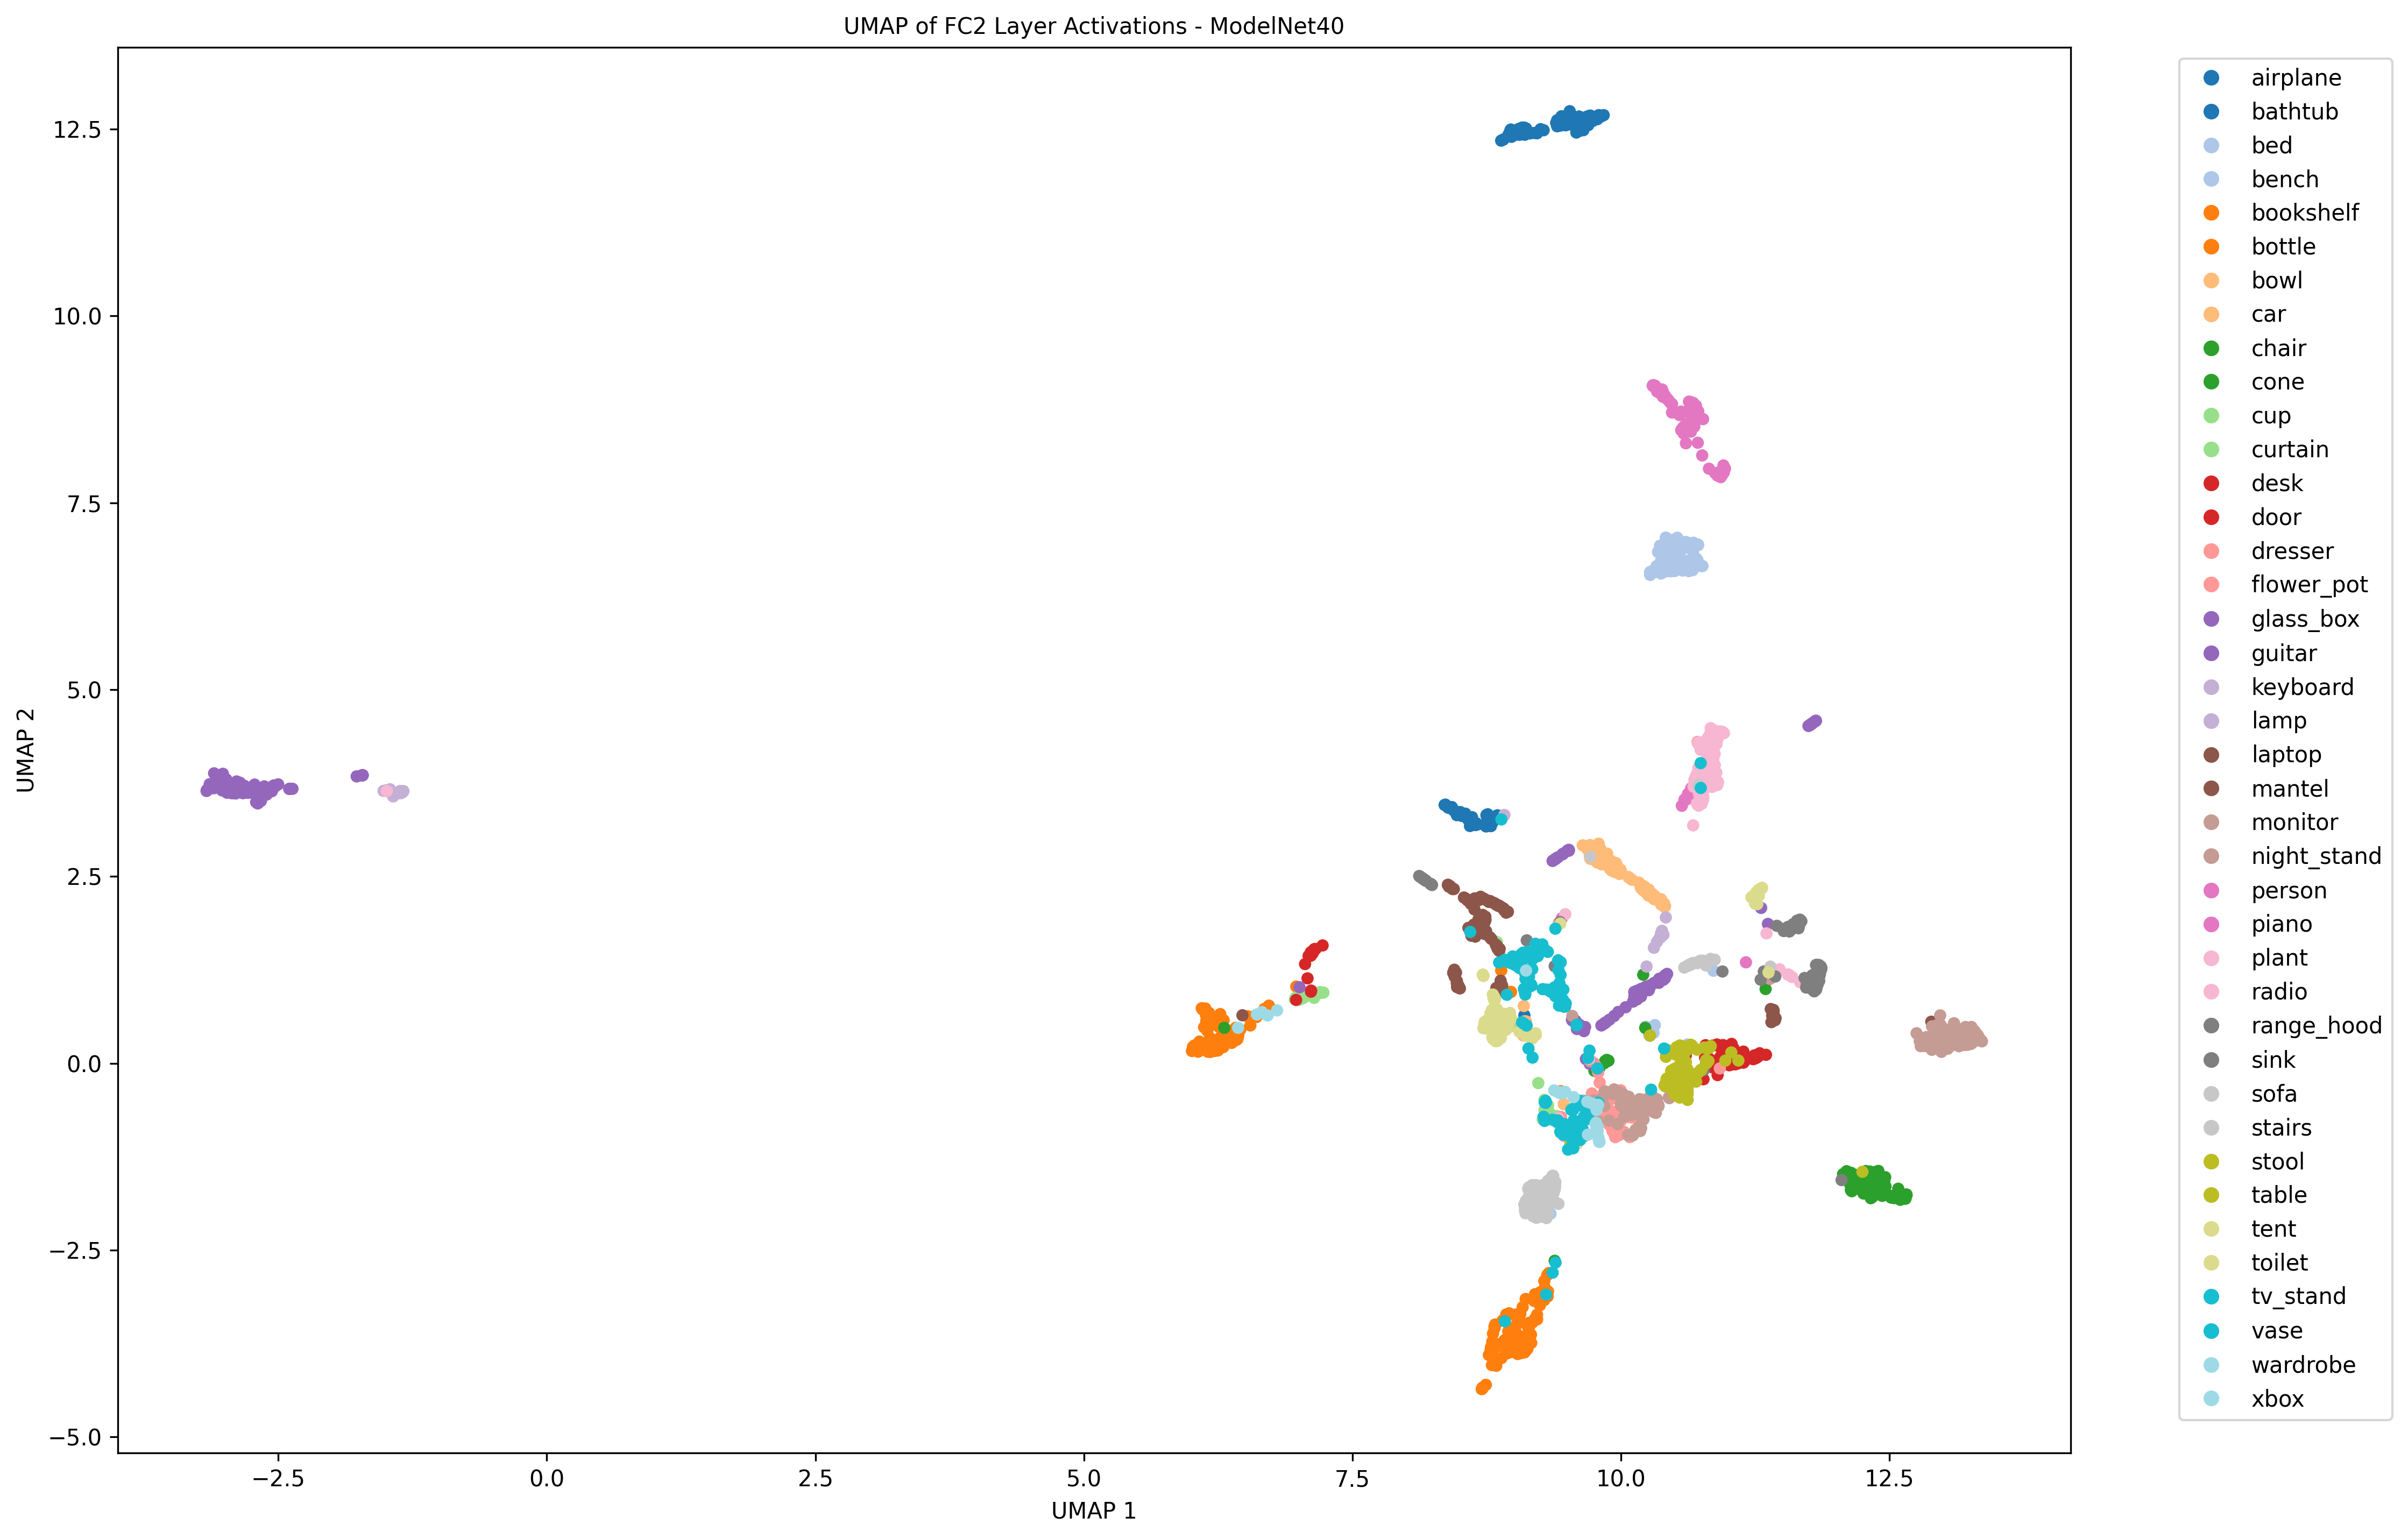 UMAP of FC2 Layer Activations - ModelNet40
12.5
10.0
7.5
5.0
2.5
0.0
−2.5
−5.0
UMAP 2
−2.5
0.0
2.5
5.0
7.5
10.0
12.5
UMAP 1
airplane
bathtub
bed
bench
bookshelf
bottle
bowl
car
chair
cone
cup
curtain
desk
door
dresser
flower_pot
glass_box
guitar
keyboard
lamp
laptop
mantel
monitor
night_stand
person
piano
plant
radio
range_hood
sink
sofa
stairs
stool
table
tent
toilet
tv_stand
vase
wardrobe
xbox